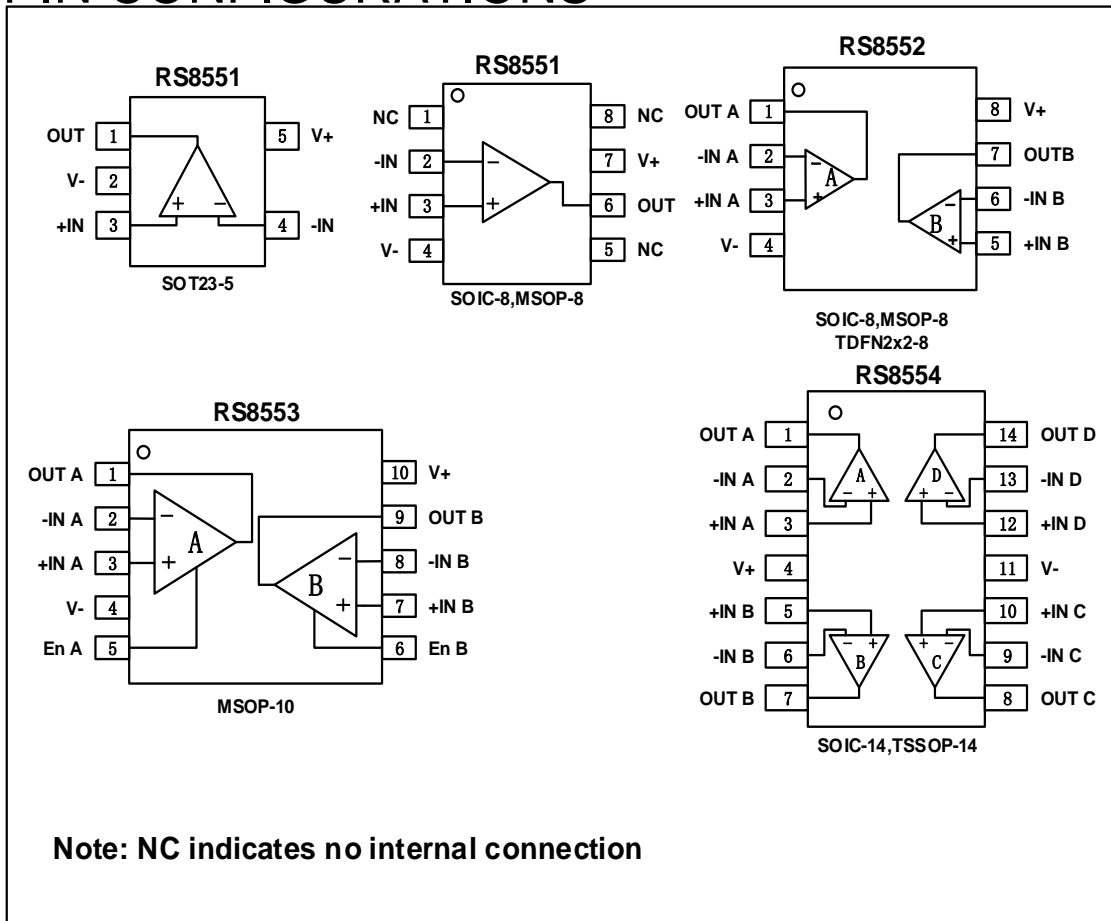 PIN CONFIGURATIONS
RS8551
OUT 1
5 V+
V- 2
+IN 3
4 -IN
+ −
SOT23-5
RS8551
NC 1
8 NC
-IN 2
7 V+
+IN 3
6 OUT
V- 4
5 NC
−
+
SOIC-8,MSOP-8
RS8552
OUT A 1
8 V+
-IN A 2
7 OUTB
+IN A 3
6 -IN B
V- 4
5 +IN B
−
A
+
−
B
+
SOIC-8,MSOP-8
TDFN2x2-8
RS8553
OUT A 1
10 V+
-IN A 2
9 OUT B
+IN A 3
8 -IN B
V- 4
7 +IN B
En A 5
6 En B
−
A
+
−
B
+
MSOP-10
RS8554
OUT A 1
14 OUT D
-IN A 2
13 -IN D
+IN A 3
12 +IN D
V+ 4
11 V-
+IN B 5
10 +IN C
-IN B 6
9 -IN C
OUT B 7
8 OUT C
A
− +
D
+ −
− +
B
+ −
C
SOIC-14,TSSOP-14
Note: NC indicates no internal connection